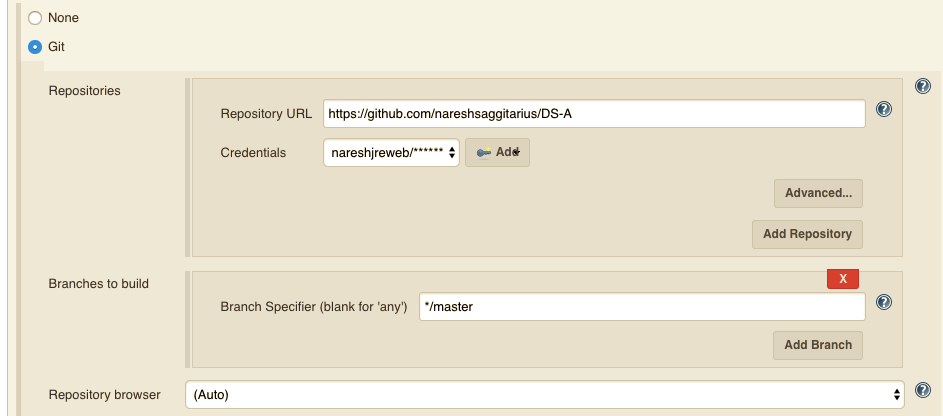 None
Git
Repositories
Repository URL https://github.com/nareshsaggitarius/DS-A
Credentials nareshjreweb/****** Add
Advanced...
Add Repository
Branches to build
X
Branch Specifier (blank for 'any') */master
Add Branch
Repository browser (Auto)